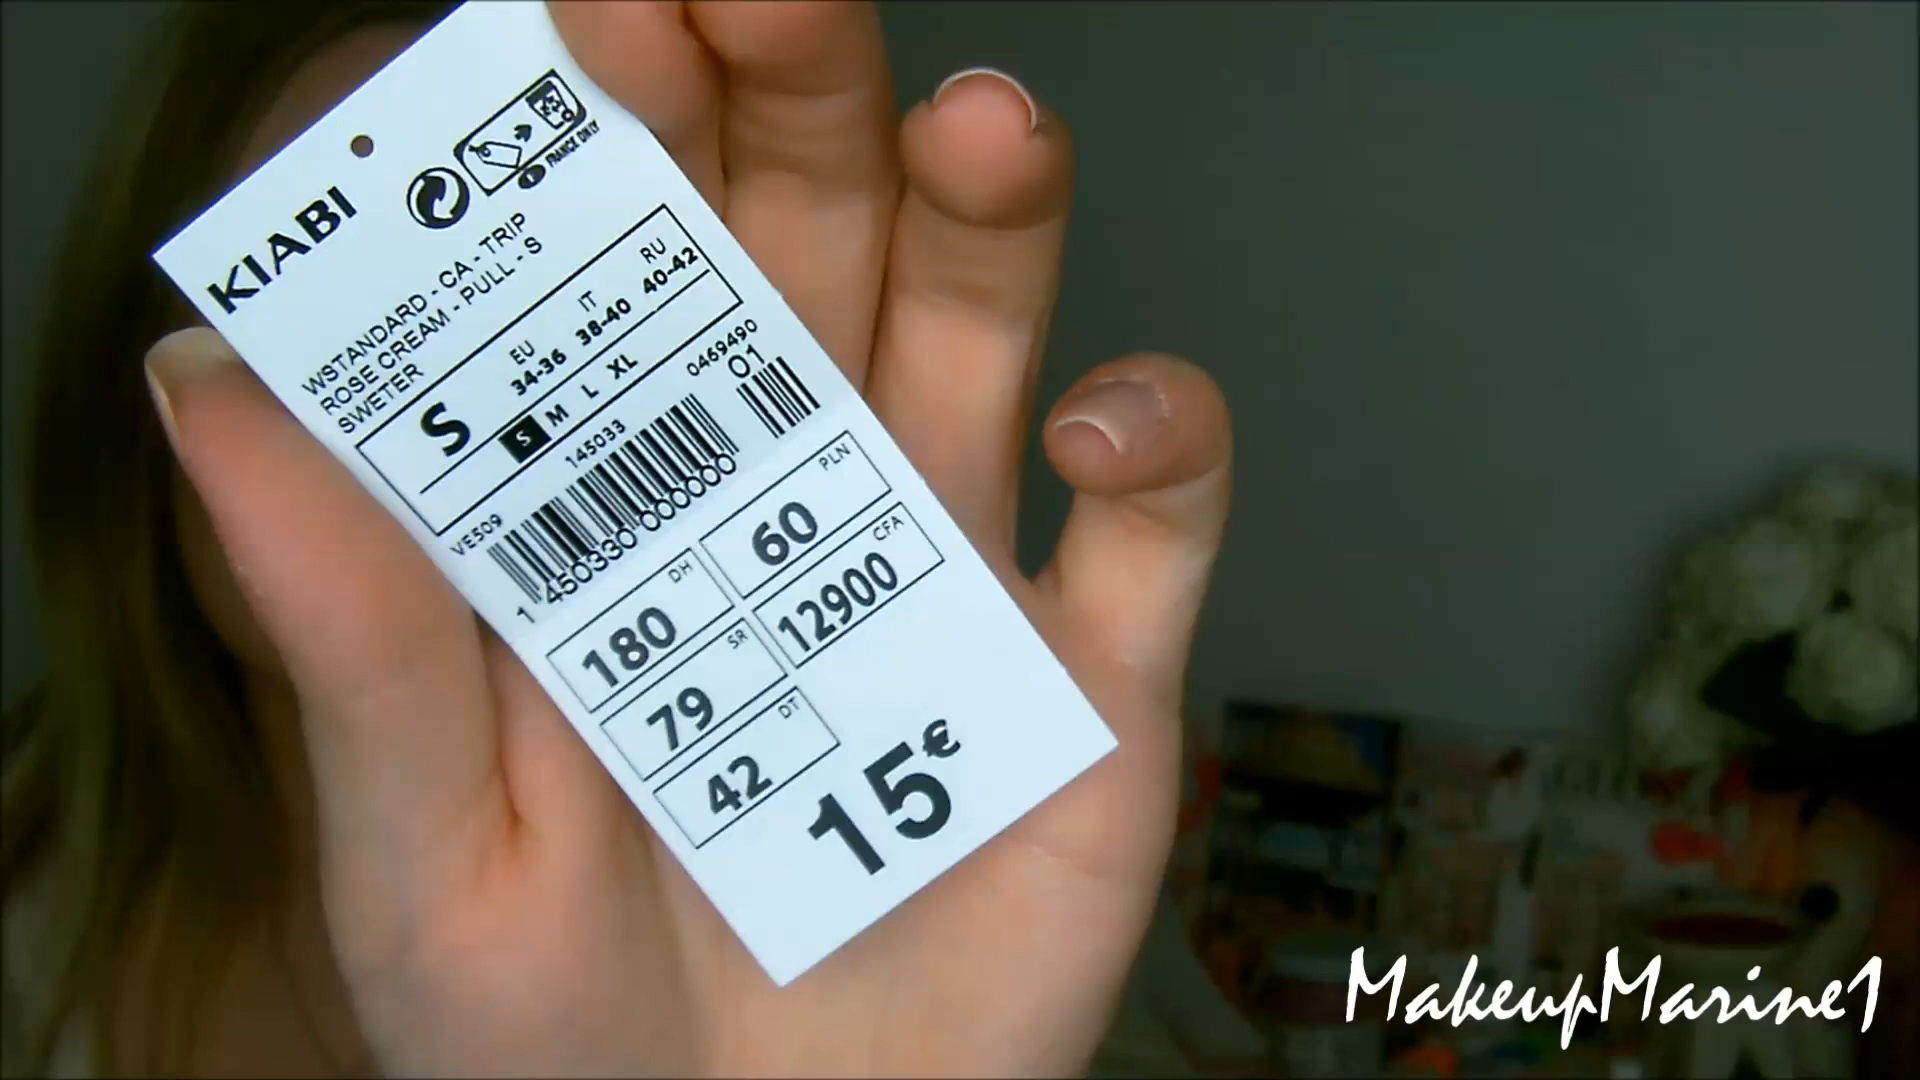 KIABI
FRANCE ONLY
WSTANDARD - CA - TRIP
ROSE CREAM - PULL - S
SWETER
S
EU IT RU
34-36 38-40 40-42
S M L XL
VE509 145033 0469490
01
1 450330 000000
DH
180
PLN
60
SR
79
CFA
12900
DT
42
15€
MakeupMarine1